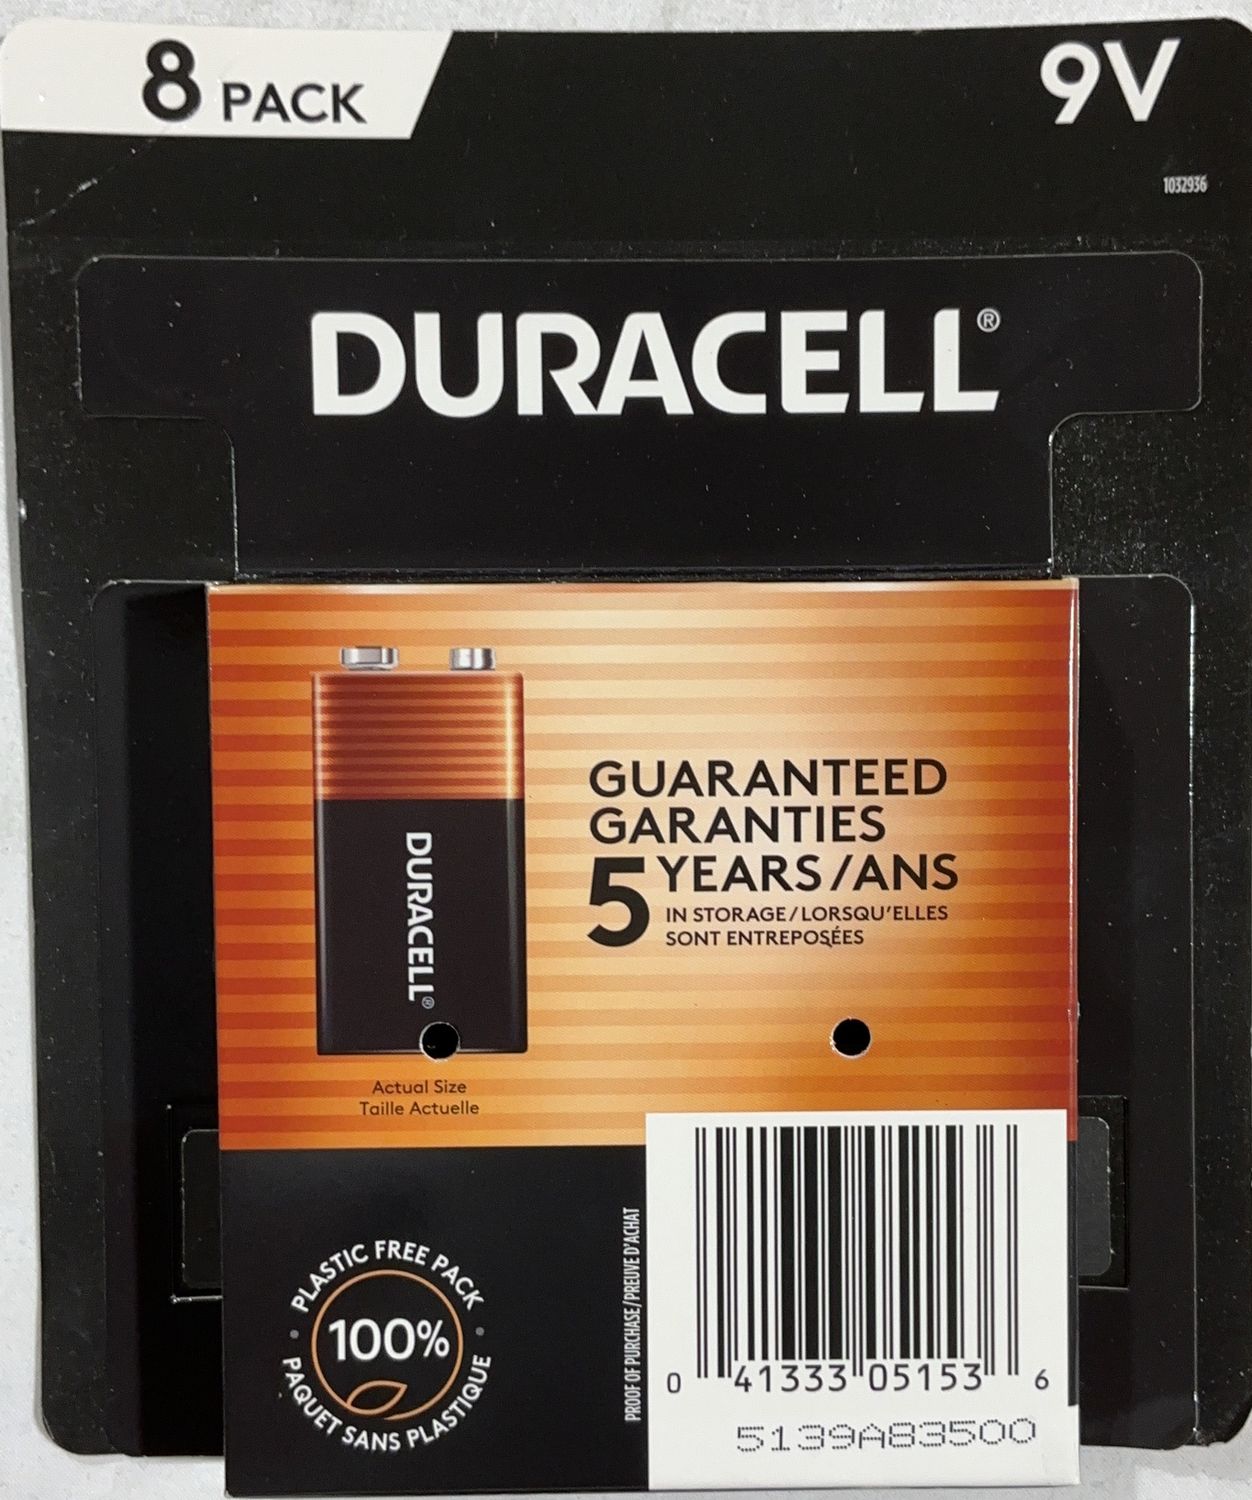 8 PACK
9V
1032936
DURACELL®
DURACELL®
GUARANTEED
GARANTIES
5 YEARS/ANS
IN STORAGE/LORSQU'ELLES
SONT ENTREPOSÉES
Actual Size
Taille Actuelle
PLASTIC FREE PACK
100%
PAQUET SANS PLASTIQUE
PROOF OF PURCHASE/PREUVE D'ACHAT
0 41333 05153 6
5139A83500